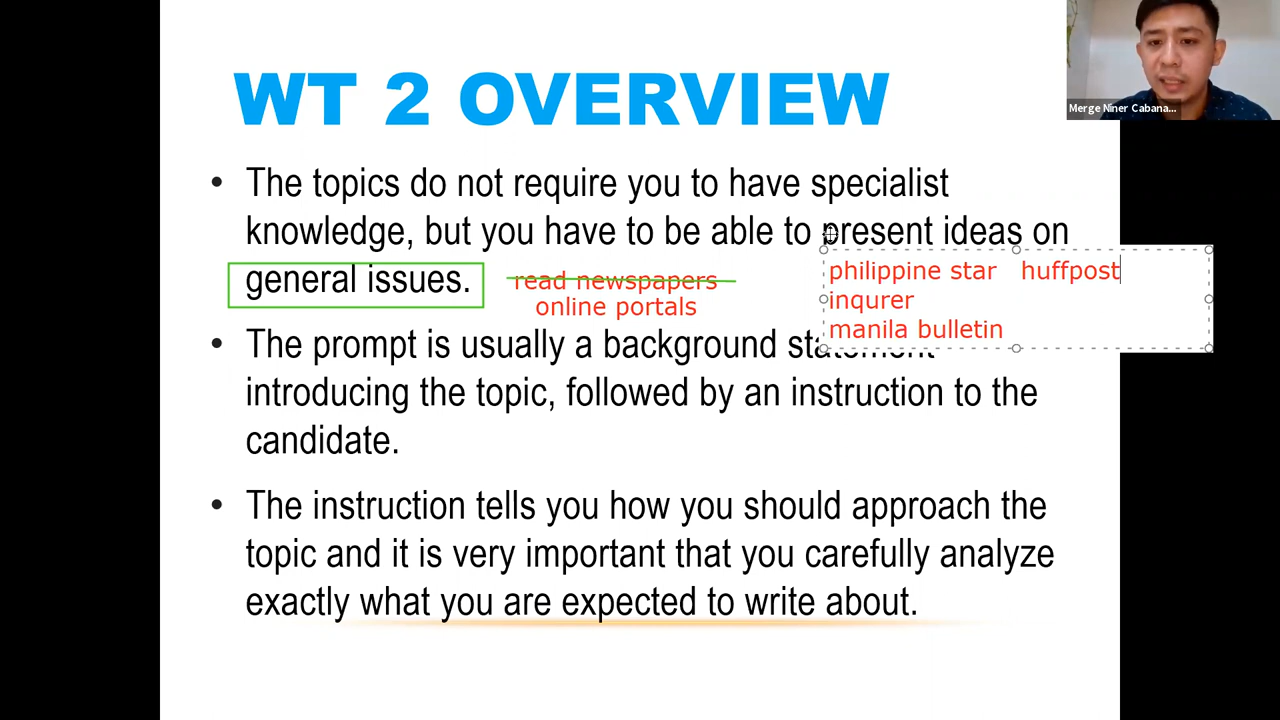 WT 2 OVERVIEW
Merge Niner Cabana...
• The topics do not require you to have specialist
knowledge, but you have to be able to present ideas on
general issues.
read newspapers
online portals
philippine star huffpost
inqurer
manila bulletin
• The prompt is usually a background statement
introducing the topic, followed by an instruction to the
candidate.
• The instruction tells you how you should approach the
topic and it is very important that you carefully analyze
exactly what you are expected to write about.